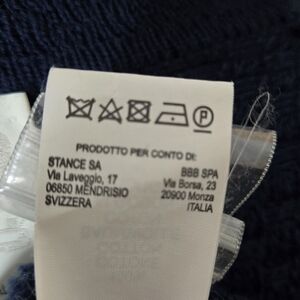 PRODOTTO PER CONTO DI:
STANCE SA
Via Laveggio, 17
06850 MENDRISIO
SVIZZERA
BBB SPA
Via Borsa, 23
20900 Monza
ITALIA